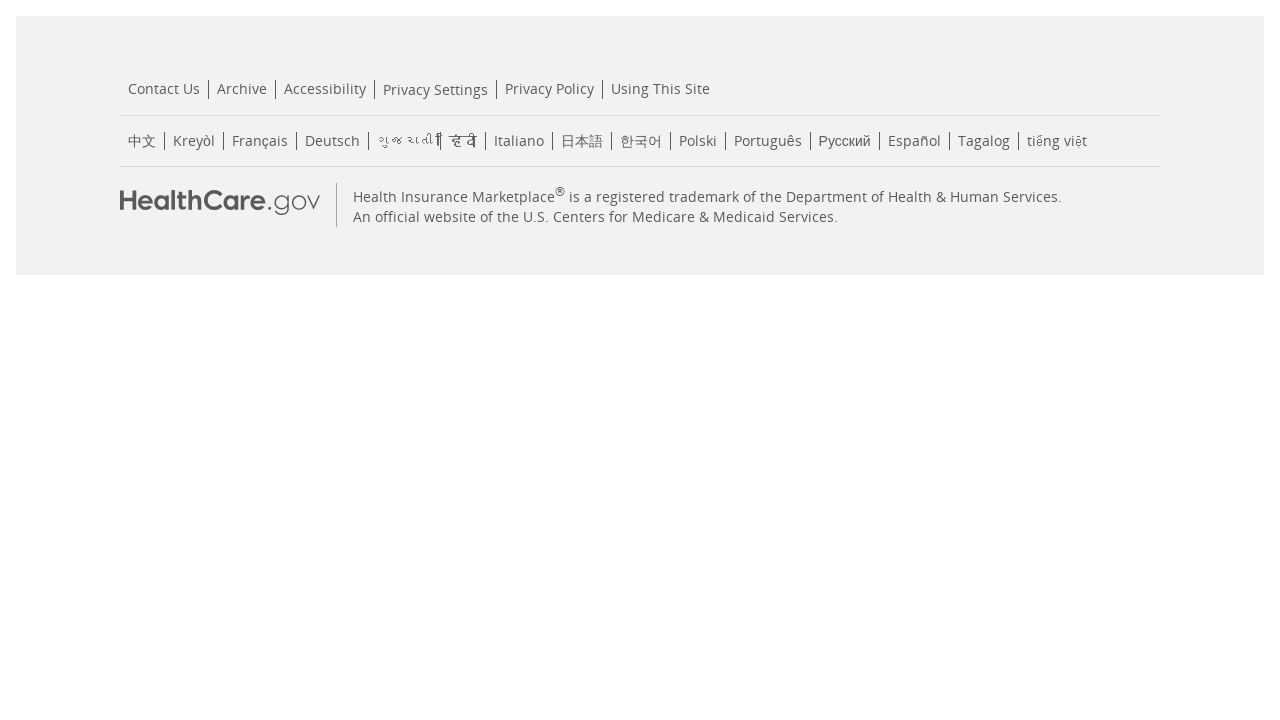 Contact Us Archive Accessibility Privacy Settings Privacy Policy Using This Site
中文 Kreyòl Français Deutsch ગુજરાતી हिंदी Italiano 日本語 한국어 Polski Português Русский Español Tagalog tiếng việt
HealthCare.gov
Health Insurance Marketplace® is a registered trademark of the Department of Health & Human Services.
An official website of the U.S. Centers for Medicare & Medicaid Services.